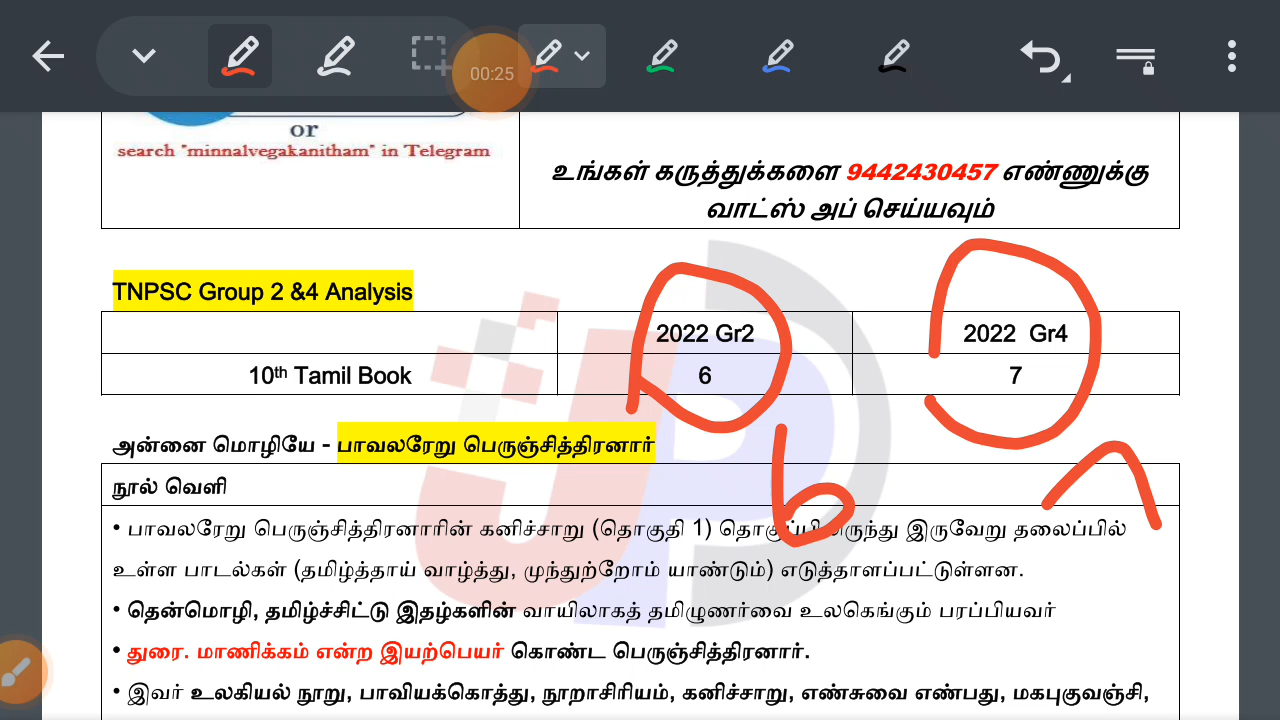 00:25
or
search "minnalvegakanitham" in Telegram
உங்கள் கருத்துக்களை 9442430457 எண்ணுக்கு
வாட்ஸ் அப் செய்யவும்
TNPSC Group 2 &4 Analysis
2022 Gr2 2022 Gr4
10th Tamil Book 6 7
அன்னை மொழியே - பாவலரேறு பெருஞ்சித்திரனார்
6
நூல் வெளி
• பாவலரேறு பெருஞ்சித்திரனாரின் கனிச்சாறு (தொகுதி 1) தொகுப்பிலிருந்து இருவேறு தலைப்பில்
உள்ள பாடல்கள் (தமிழ்த்தாய் வாழ்த்து, முந்துற்றோம் யாண்டும்) எடுத்தாளப்பட்டுள்ளன.
• தென்மொழி, தமிழ்ச்சிட்டு இதழ்களின் வாயிலாகத் தமிழுணர்வை உலகெங்கும் பரப்பியவர்
• துரை. மாணிக்கம் என்ற இயற்பெயர் கொண்ட பெருஞ்சித்திரனார்.
• இவர் உலகியல் நூறு, பாவியக்கொத்து, நூறாசிரியம், கனிச்சாறு, எண்சுவை எண்பது, மகபுகுவஞ்சி,